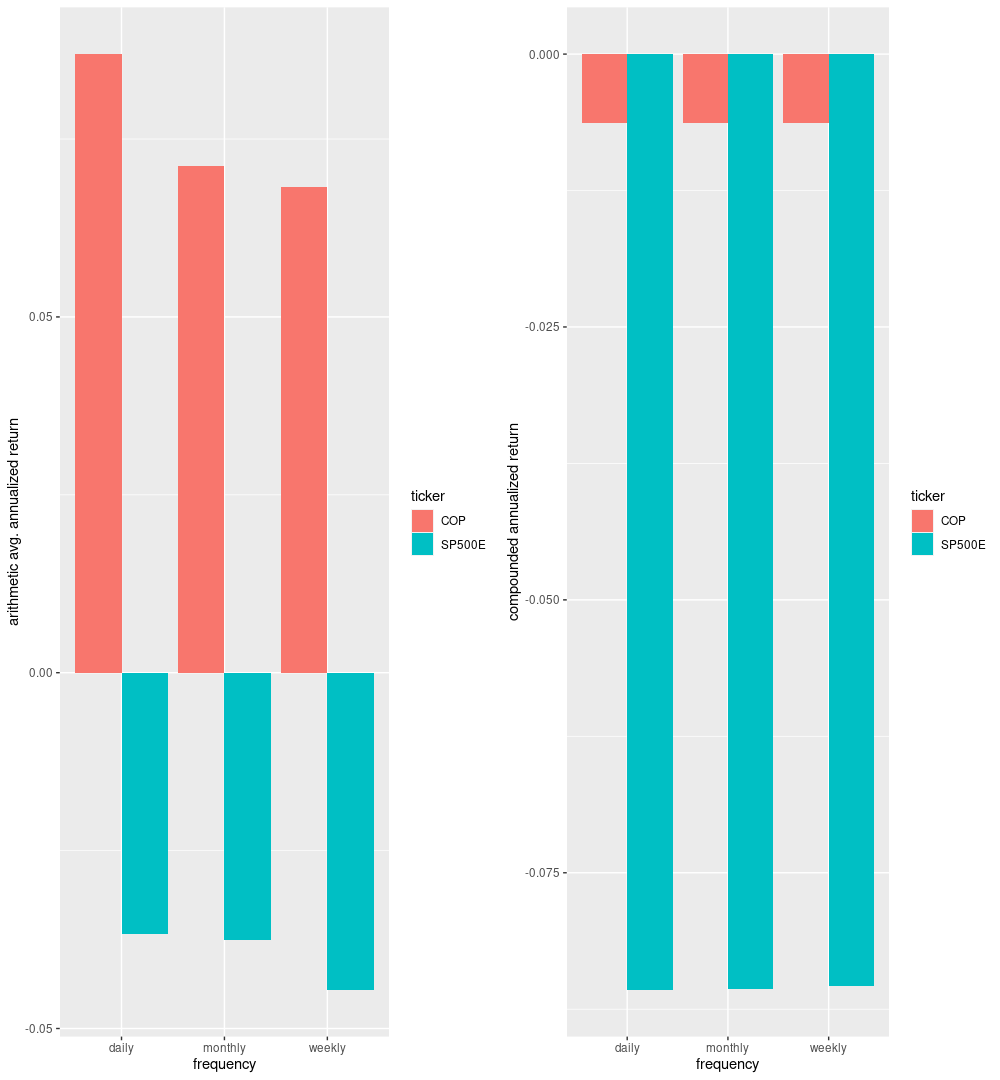 arithmetic avg. annualized return
0.05
0.00
-0.05
daily
monthly
weekly
frequency
ticker
COP
SP500E
compounded annualized return
0.000
-0.025
-0.050
-0.075
daily
monthly
weekly
frequency
ticker
COP
SP500E